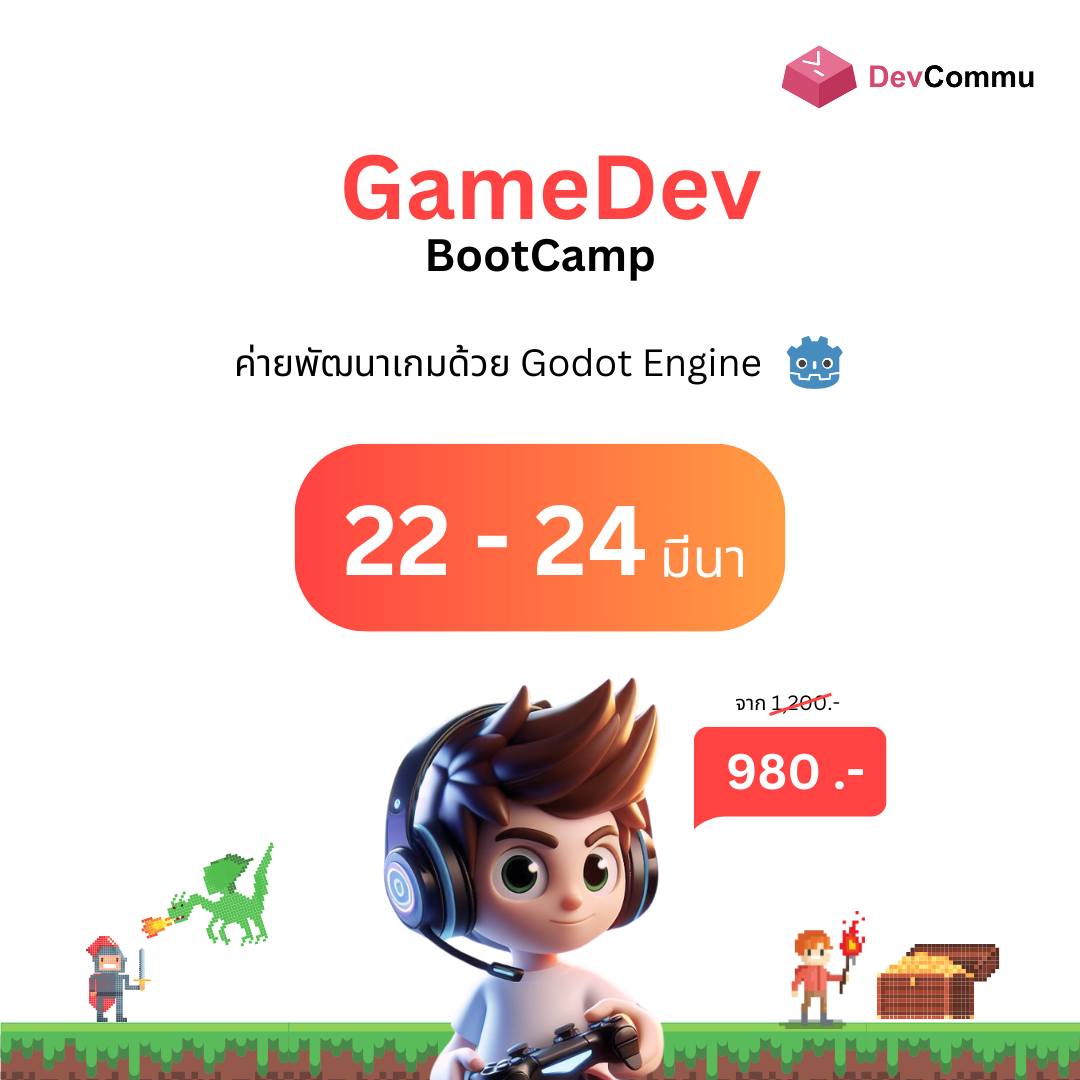 DevCommu
GameDev
BootCamp
ค่ายพัฒนาเกมด้วย Godot Engine
22 - 24 มีนา
จาก 1,200.-
980 .-